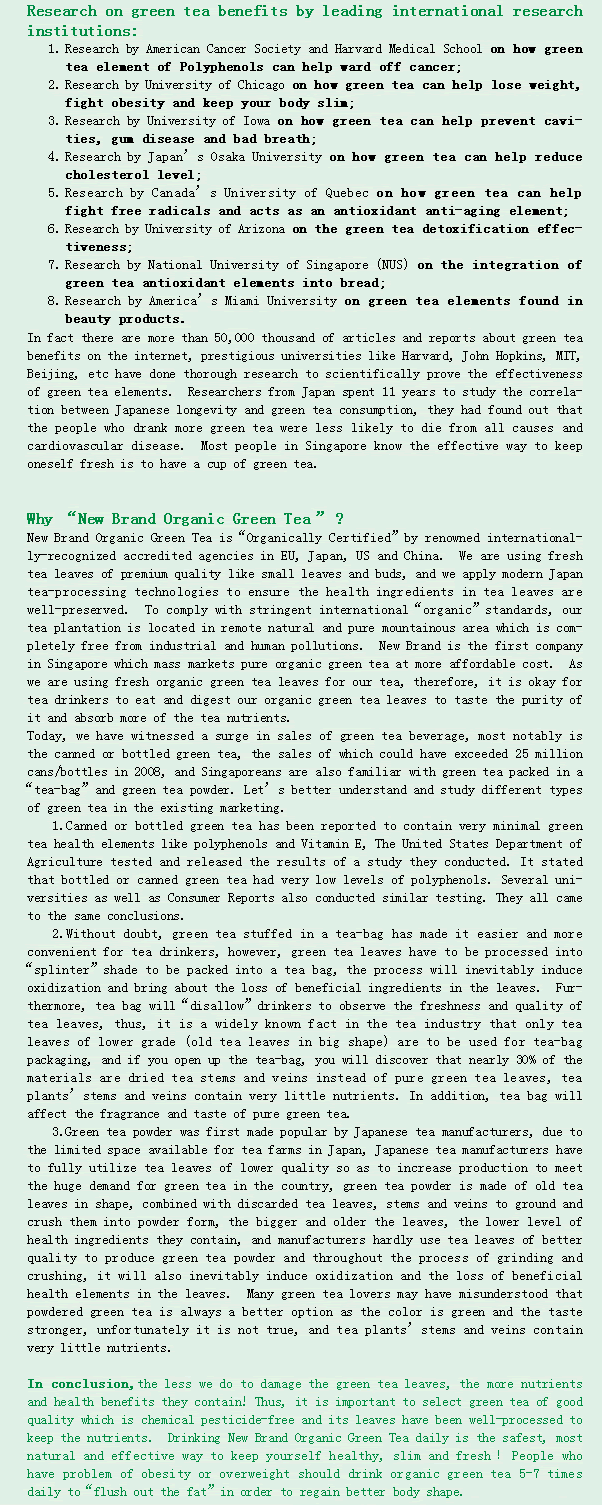 Research on green tea benefits by leading international research
institutions:
1. Research by American Cancer Society and Harvard Medical School on how green
tea element of Polyphenols can help ward off cancer;
2. Research by University of Chicago on how green tea can help lose weight,
fight obesity and keep your body slim;
3. Research by University of Iowa on how green tea can help prevent cavi-
ties, gum disease and bad breath;
4. Research by Japan's Osaka University on how green tea can help reduce
cholesterol level;
5. Research by Canada's University of Quebec on how green tea can help
fight free radicals and acts as an antioxidant anti-aging element;
6. Research by University of Arizona on the green tea detoxification effec-
tiveness;
7. Research by National University of Singapore (NUS) on the integration of
green tea antioxidant elements into bread;
8. Research by America's Miami University on green tea elements found in
beauty products.
In fact there are more than 50,000 thousand of articles and reports about green tea
benefits on the internet, prestigious universities like Harvard, John Hopkins, MIT,
Beijing, etc have done thorough research to scientifically prove the effectiveness
of green tea elements. Researchers from Japan spent 11 years to study the correla-
tion between Japanese longevity and green tea consumption, they had found out that
the people who drank more green tea were less likely to die from all causes and
cardiovascular disease. Most people in Singapore know the effective way to keep
oneself fresh is to have a cup of green tea.
Why "New Brand Organic Green Tea"?
New Brand Organic Green Tea is "Organically Certified" by renowned international-
ly-recognized accredited agencies in EU, Japan, US and China. We are using fresh
tea leaves of premium quality like small leaves and buds, and we apply modern Japan
tea-processing technologies to ensure the health ingredients in tea leaves are
well-preserved. To comply with stringent international "organic" standards, our
tea plantation is located in remote natural and pure mountainous area which is com-
pletely free from industrial and human pollutions. New Brand is the first company
in Singapore which mass markets pure organic green tea at more affordable cost. As
we are using fresh organic green tea leaves for our tea, therefore, it is okay for
tea drinkers to eat and digest our organic green tea leaves to taste the purity of
it and absorb more of the tea nutrients.
Today, we have witnessed a surge in sales of green tea beverage, most notably is
the canned or bottled green tea, the sales of which could have exceeded 25 million
cans/bottles in 2008, and Singaporeans are also familiar with green tea packed in a
"tea-bag" and green tea powder. Let's better understand and study different types
of green tea in the existing marketing.
1.Canned or bottled green tea has been reported to contain very minimal green
tea health elements like polyphenols and Vitamin E, The United States Department of
Agriculture tested and released the results of a study they conducted. It stated
that bottled or canned green tea had very low levels of polyphenols. Several uni-
versities as well as Consumer Reports also conducted similar testing. They all came
to the same conclusions.
2.Without doubt, green tea stuffed in a tea-bag has made it easier and more
convenient for tea drinkers, however, green tea leaves have to be processed into
"splinter" shade to be packed into a tea bag, the process will inevitably induce
oxidization and bring about the loss of beneficial ingredients in the leaves. Fur-
thermore, tea bag will "disallow" drinkers to observe the freshness and quality of
tea leaves, thus, it is a widely known fact in the tea industry that only tea
leaves of lower grade (old tea leaves in big shape) are to be used for tea-bag
packaging, and if you open up the tea-bag, you will discover that nearly 30% of the
materials are dried tea stems and veins instead of pure green tea leaves, tea
plants' stems and veins contain very little nutrients. In addition, tea bag will
affect the fragrance and taste of pure green tea.
3.Green tea powder was first made popular by Japanese tea manufacturers, due to
the limited space available for tea farms in Japan, Japanese tea manufacturers have
to fully utilize tea leaves of lower quality so as to increase production to meet
the huge demand for green tea in the country, green tea powder is made of old tea
leaves in shape, combined with discarded tea leaves, stems and veins to ground and
crush them into powder form, the bigger and older the leaves, the lower level of
health ingredients they contain, and manufacturers hardly use tea leaves of better
quality to produce green tea powder and throughout the process of grinding and
crushing, it will also inevitably induce oxidization and the loss of beneficial
health elements in the leaves. Many green tea lovers may have misunderstood that
powdered green tea is always a better option as the color is green and the taste
stronger, unfortunately it is not true, and tea plants' stems and veins contain
very little nutrients.
In conclusion, the less we do to damage the green tea leaves, the more nutrients
and health benefits they contain! Thus, it is important to select green tea of good
quality which is chemical pesticide-free and its leaves have been well-processed to
keep the nutrients. Drinking New Brand Organic Green Tea daily is the safest, most
natural and effective way to keep yourself healthy, slim and fresh! People who
have problem of obesity or overweight should drink organic green tea 5-7 times
daily to "flush out the fat" in order to regain better body shape.